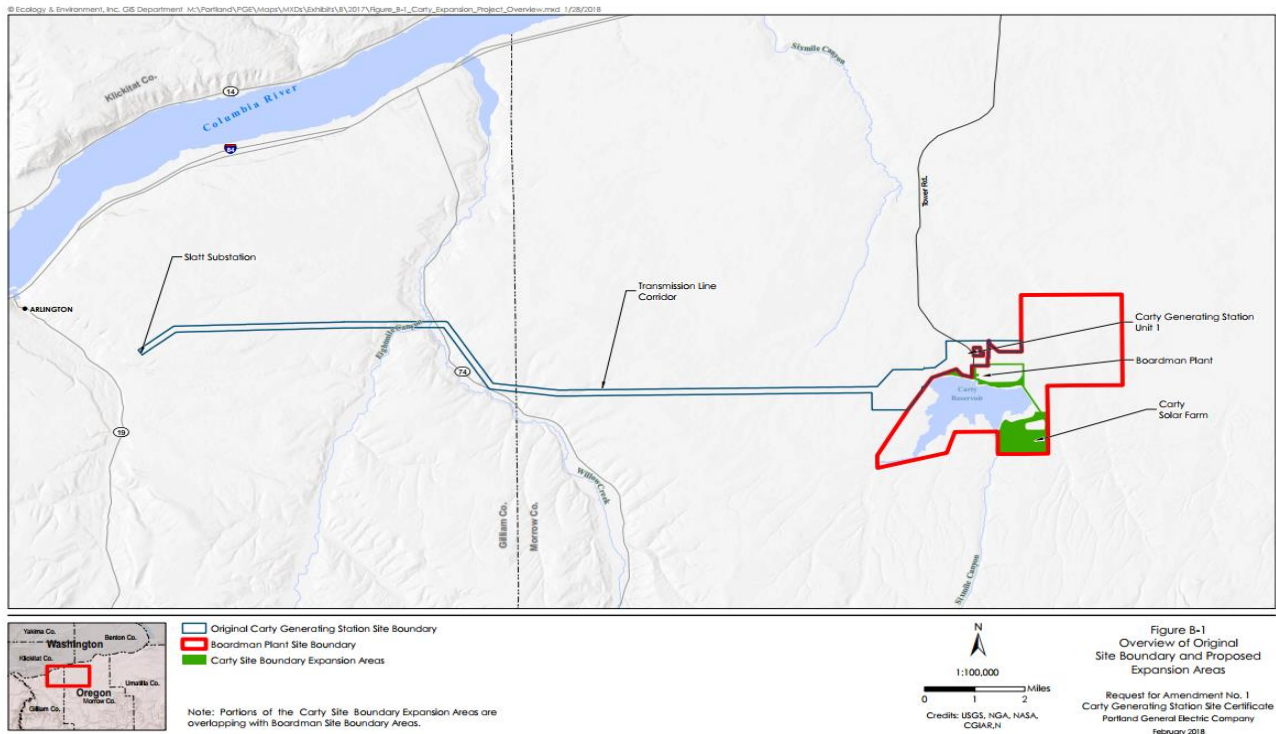 © Ecology & Environment, Inc. GIS Department M:\Portland\PGE\Maps\MXDs\Exhibits\B\2017\Figure_B-1_Carty_Expansion_Project_Overview.mxd 1/28/2018
Klickitat Co.
14
Columbia River
84
Sixmile Canyon
Tower Rd.
Slatt Substation
ARLINGTON
Transmission Line
Corridor
Eightmile Canyon
74
19
Carty Generating Station
Unit 1
Boardman Plant
Carty
Reservoir
Carty
Solar Farm
Willow Creek
Gilliam Co.
Morrow Co.
Sixmile Canyon
Yakima Co.
Benton Co.
Washington
Klickitat Co.
Umatilla Co.
Oregon
Morrow Co.
Gilliam Co.
Original Carty Generating Station Site Boundary
Boardman Plant Site Boundary
Carty Site Boundary Expansion Areas
Note: Portions of the Carty Site Boundary Expansion Areas are
overlapping with Boardman Site Boundary Areas.
N
1:100,000
Miles
0 1 2
Credits: USGS, NGA, NASA,
CGIAR,N
Figure B-1
Overview of Original
Site Boundary and Proposed
Expansion Areas
Request for Amendment No. 1
Carty Generating Station Site Certificate
Portland General Electric Company
February 2018